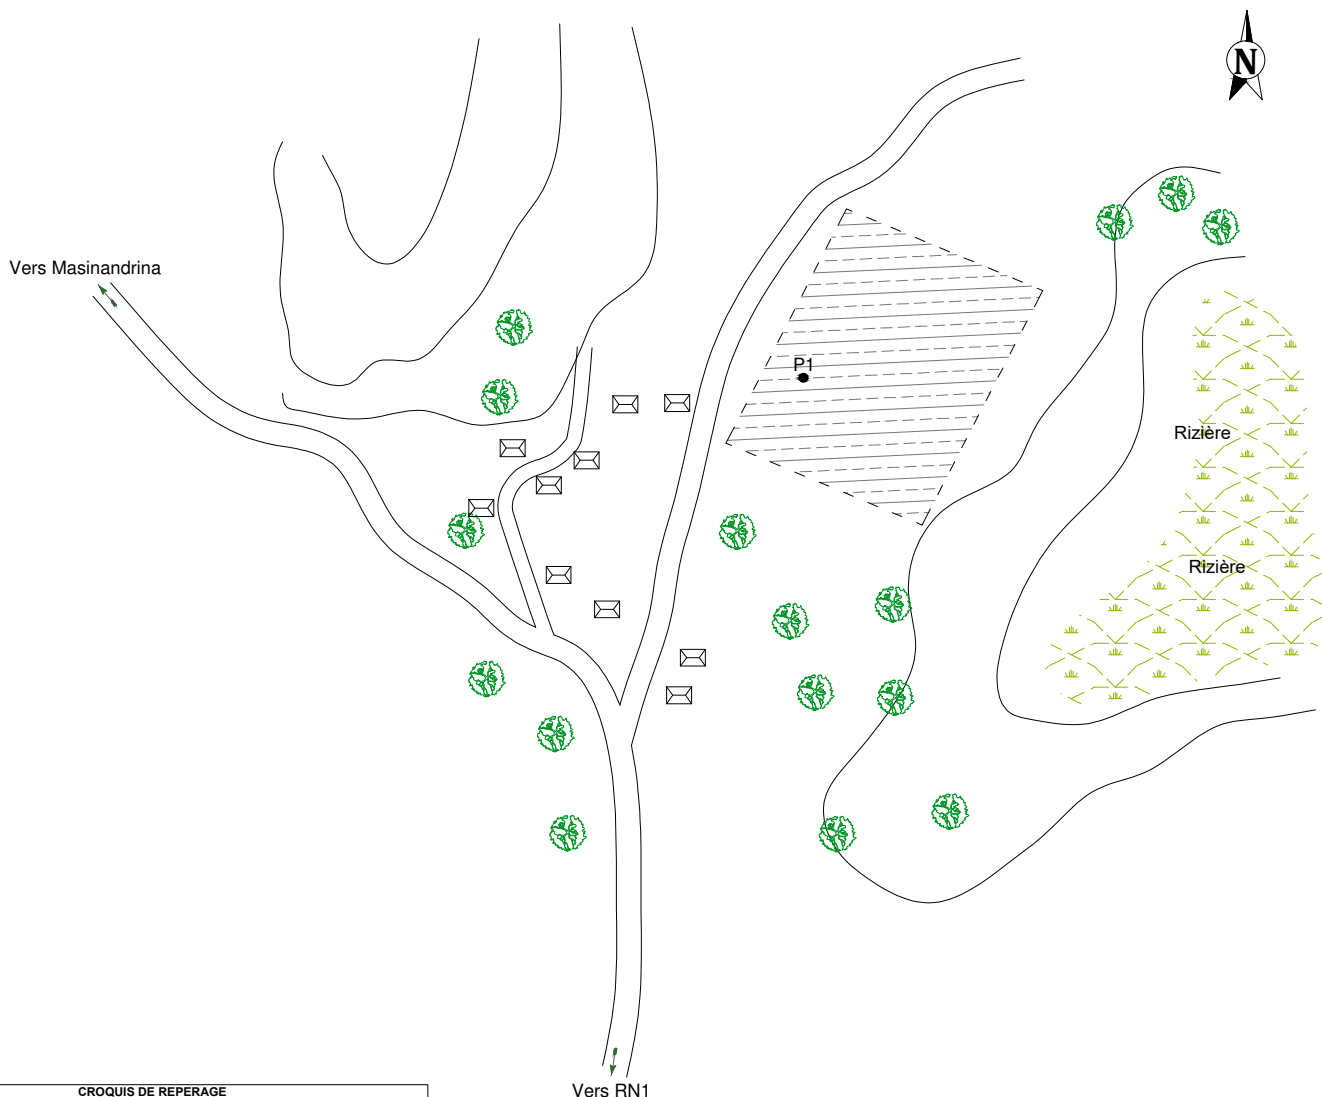 N
Vers Masinandrina
P1
Rizière
Rizière
CROQUIS DE REPERAGE
Vers RN1